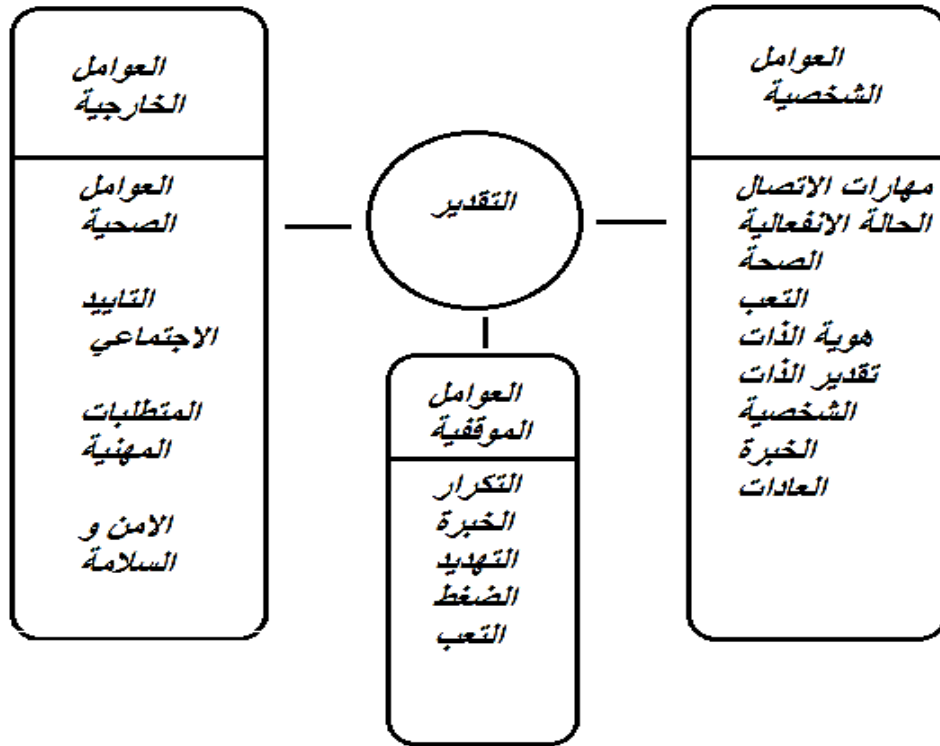 العوامل
الشخصية
مهارات الاتصال
الحالة الانفعالية
الصحة
التعب
هوية الذات
تقدير الذات
الشخصية
الخبرة
العادات
التقدير
العوامل
الموقفية
التكرار
الخبرة
التهديد
الضغط
التعب
العوامل
الخارجية
العوامل
الصحية
التاييد
الاجتماعي
المتطلبات
المهنية
الامن و
السلامة